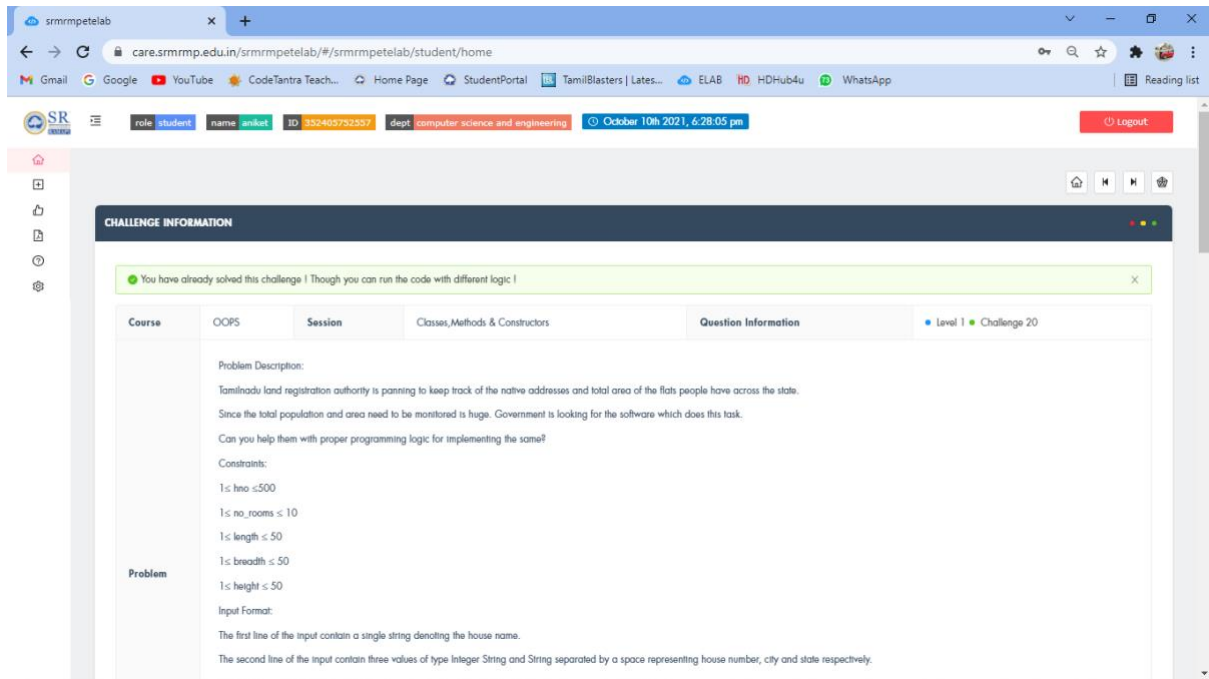 srmrmpetelab
care.srmrmp.edu.in/srmrmpetelab/#/srmrmpetelab/student/home
Gmail Google YouTube CodeTantra Teach... Home Page StudentPortal TamilBlasters | Lates... ELAB HD HDHub4u WhatsApp Reading list
SR role student name aniket ID 352405752557 dept computer science and engineering October 10th 2021, 6:28:05 pm Logout
CHALLENGE INFORMATION
You have already solved this challenge ! Though you can run the code with different logic !
Course OOPS Session Classes,Methods & Constructors Question Information Level 1 Challenge 20
Problem Description:
Tamilnadu land registration authority is panning to keep track of the native addresses and total area of the flats people have across the state.
Since the total population and area need to be monitored is huge. Government is looking for the software which does this task.
Can you help them with proper programming logic for implementing the same?
Constraints:
1≤ hno ≤500
1≤ no_rooms ≤ 10
1≤ length ≤ 50
1≤ breadth ≤ 50
Problem
1≤ height ≤ 50
Input Format:
The first line of the input contain a single string denoting the house name.
The second line of the input contain three values of type Integer String and String separated by a space representing house number, city and state respectively.